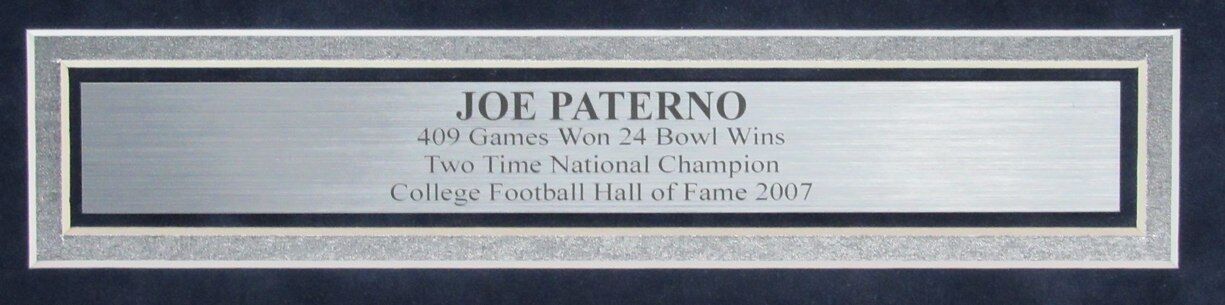 JOE PATERNO
409 Games Won 24 Bowl Wins
Two Time National Champion
College Football Hall of Fame 2007